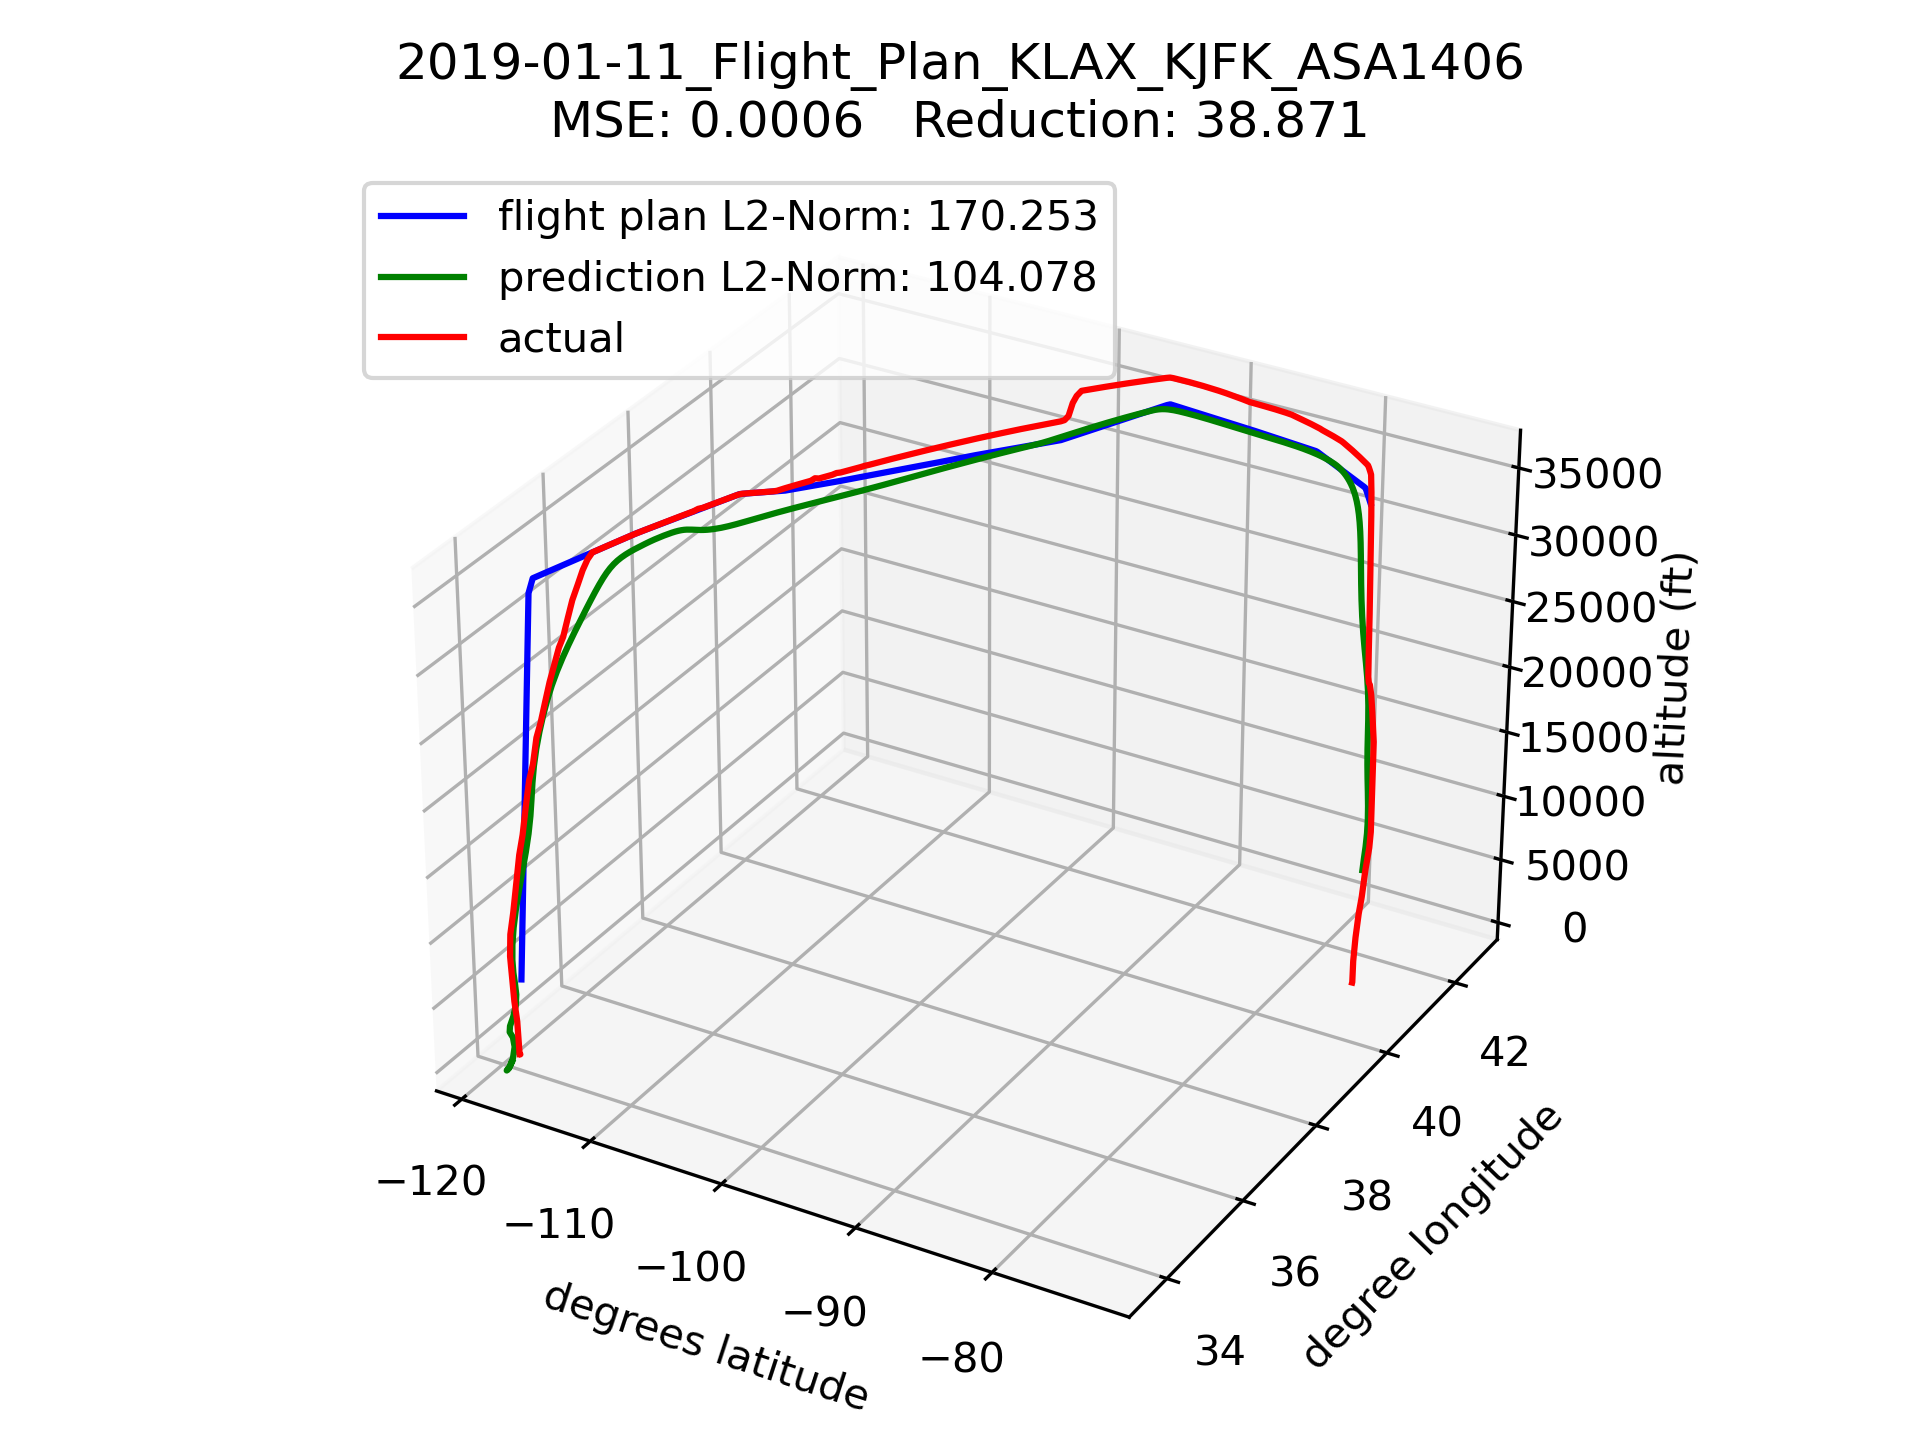 2019-01-11_Flight_Plan_KLAX_KJFK_ASA1406
MSE: 0.0006   Reduction: 38.871
flight plan L2-Norm: 170.253
prediction L2-Norm: 104.078
actual
35000
30000
25000
20000
15000
10000
5000
0
altitude (ft)
42
40
38
36
34
degree longitude
−120
−110
−100
−90
−80
degrees latitude